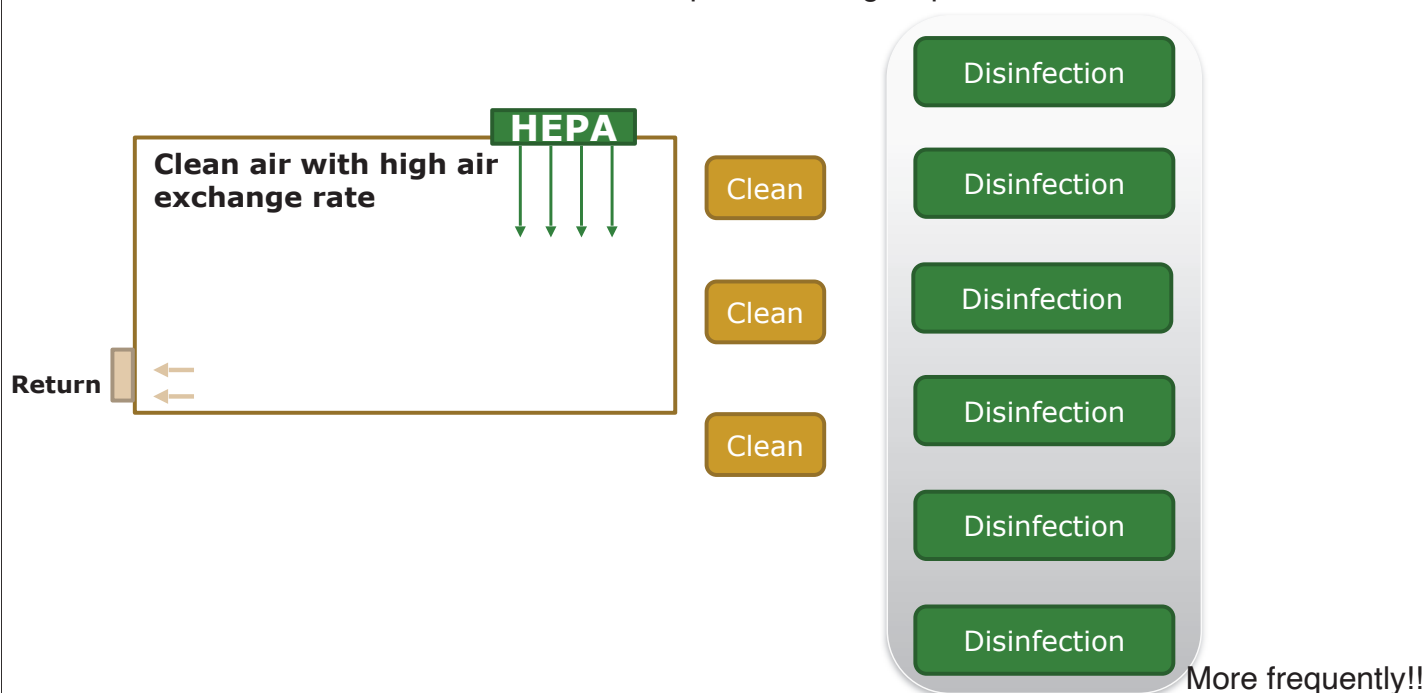 Disinfection
HEPA
Clean air with high air
exchange rate
Clean
Disinfection
Clean
Disinfection
Return
Disinfection
Clean
Disinfection
Disinfection
More frequently!!